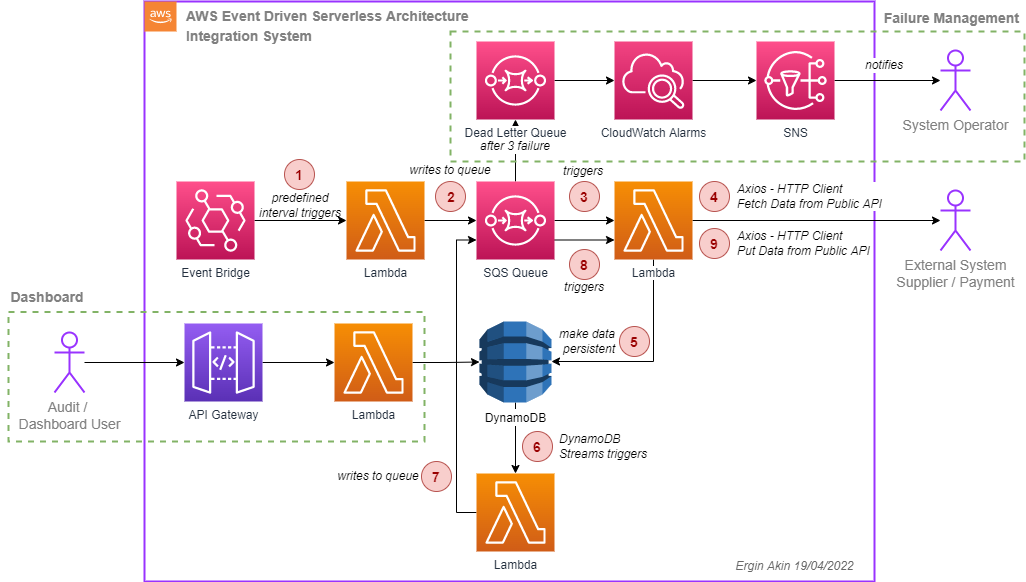 aws
AWS Event Driven Serverless Architecture
Integration System
Failure Management
Dead Letter Queue
after 3 failure
CloudWatch Alarms
SNS
notifies
System Operator
1
predefined
interval triggers
writes to queue
2
triggers
3
4
Axios - HTTP Client
Fetch Data from Public API
9
Axios - HTTP Client
Put Data from Public API
8
triggers
Event Bridge
Lambda
SQS Queue
Lambda
External System
Supplier / Payment
Dashboard
Audit /
Dashboard User
API Gateway
Lambda
DynamoDB
make data
persistent
5
6
DynamoDB
Streams triggers
writes to queue
7
Lambda
Ergin Akin 19/04/2022